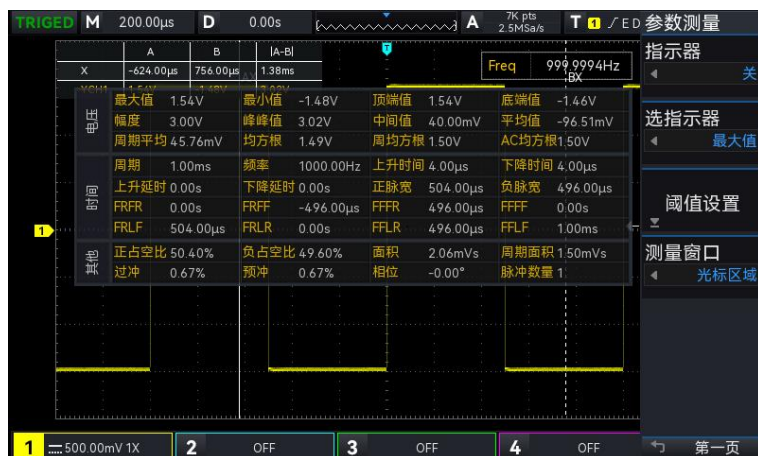 TRIGED M 200.00μs D 0.00s A 7K pts 2.5MSa/s T 1 ED 参数测量
A B |A-B|
X -624.00μs 756.00μs 1.38ms
Freq 999.9994Hz
BX
指示器
关
选指示器
最大值
阈值设置
测量窗口
光标区域
电压
最大值 1.54V 最小值 -1.48V 顶端值 1.54V 底端值 -1.46V
幅度 3.00V 峰峰值 3.02V 中间值 40.00mV 平均值 -96.51mV
周期平均 45.76mV 均方根 1.49V 周均方根 1.50V AC均方根 1.50V
时间
周期 1.00ms 频率 1000.00Hz 上升时间 4.00μs 下降时间 4.00μs
上升延时 0.00s 下降延时 0.00s 正脉宽 504.00μs 负脉宽 496.00μs
FRFR 0.00s FRFF -496.00μs FFFR 496.00μs FFFF 0.00s
FRLF 504.00μs FRLR 0.00s FFLR 496.00μs FFLF 1.00ms
其他
正占空比 50.40% 负占空比 49.60% 面积 2.06mVs 周期面积 1.50mVs
过冲 0.67% 预冲 0.67% 相位 -0.00° 脉冲数量 1
1
T
1 500.00mV 1X 2 OFF 3 OFF 4 OFF 第一页